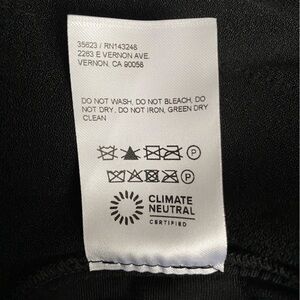 35623 / RN143248
2263 E VERNON AVE.
VERNON, CA 90058
DO NOT WASH, DO NOT BLEACH, DO
NOT DRY, DO NOT IRON, GREEN DRY
CLEAN
P
P
CLIMATE
NEUTRAL
CERTIFIED